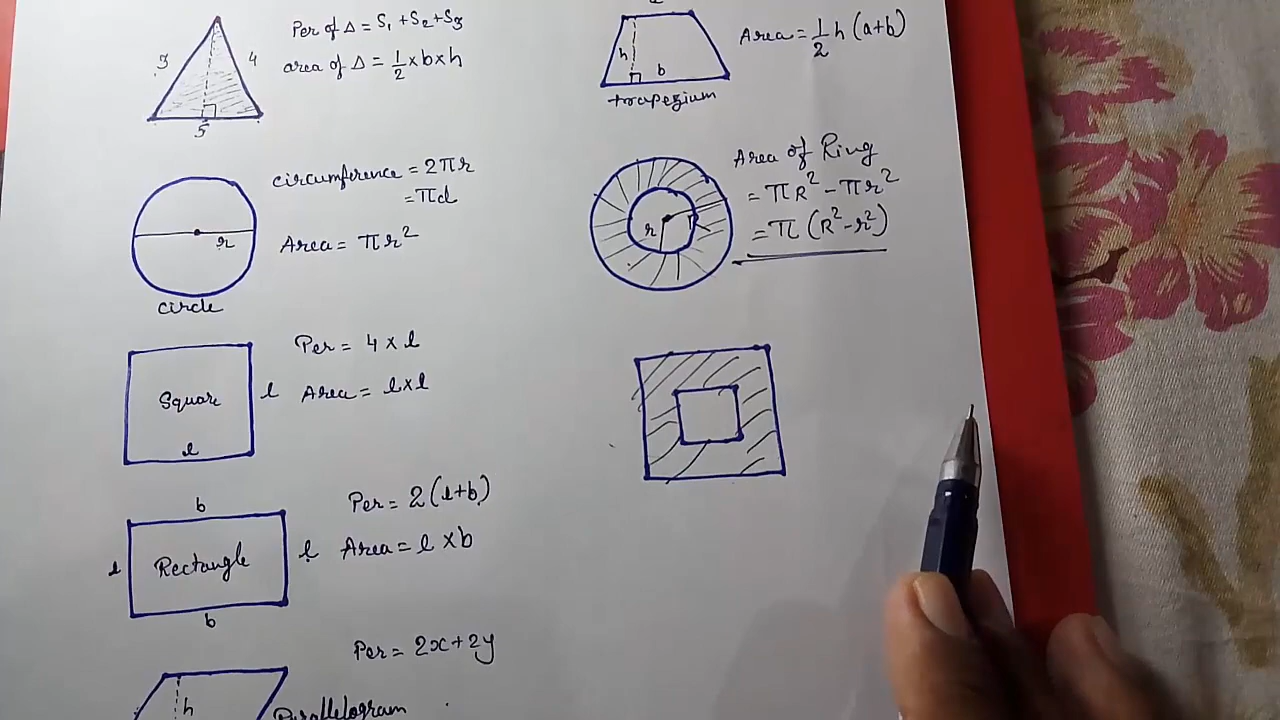 3
4
5
Per of Δ = S₁ + S₂ + S₃
area of Δ = 1/2 × b × h
h
b
trapezium
Area = 1/2 h (a+b)
r
circle
circumference = 2πr
= πd
Area = πr²
r
R
Area of Ring
= πR² - πr²
= π(R² - r²)
Square
l
l
Per = 4 × l
Area = l×l
b
l
Rectangle
l
b
Per = 2(l+b)
Area = l × b
Per = 2x + 2y
h
Parallelogram